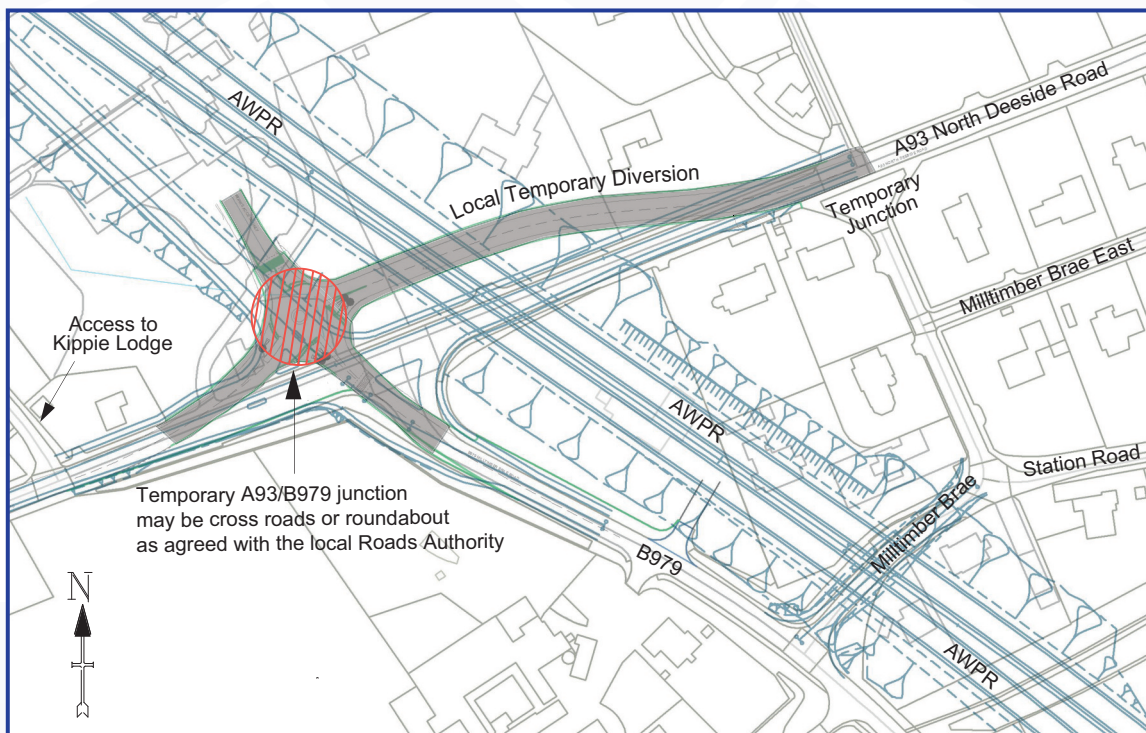 AWPR
A93 North Deeside Road
Local Temporary Diversion
Temporary
Junction
Milltimber Brae East
Access to
Kippie Lodge
AWPR
Station Road
Temporary A93/B979 junction
may be cross roads or roundabout
as agreed with the local Roads Authority
Milltimber Brae
B979
N
AWPR